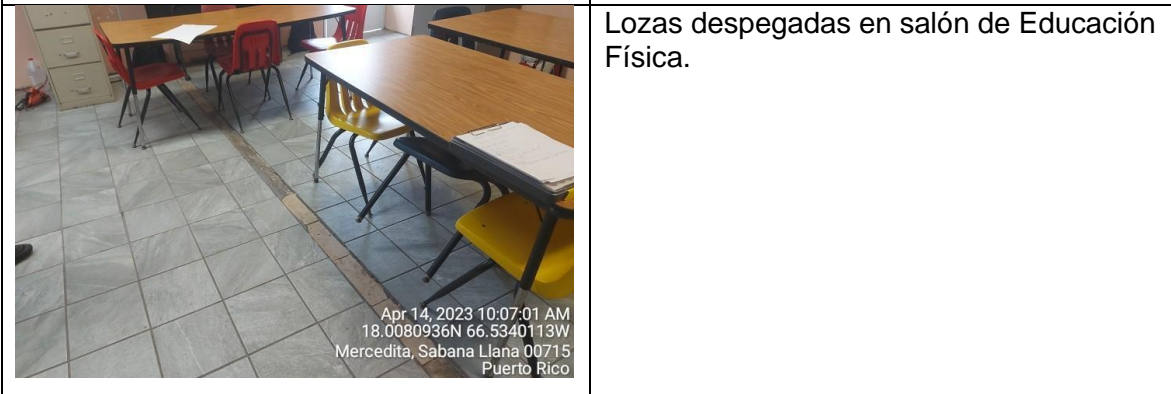 Lozas despegadas en salón de Educación
Física.
Apr 14, 2023 10:07:01 AM
18.0080936N 66.5340113W
Mercedita, Sabana Llana 00715
Puerto Rico